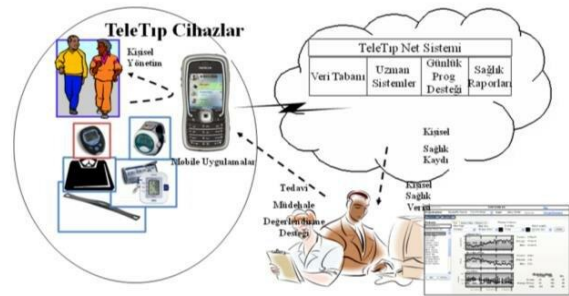 TeleTıp Cihazlar
Kişisel
Yönetim
Mobile Uygulamalar
TeleTıp Net Sistemi
Veri Tabanı
Uzman
Sistemler
Günlük
Prog
Desteği
Sağlık
Raporları
Kişisel
Sağlık
Kaydı
Tedavi
Müdehale
Değerlendirme
Desteği
Kişisel
Sağlık
Verisi